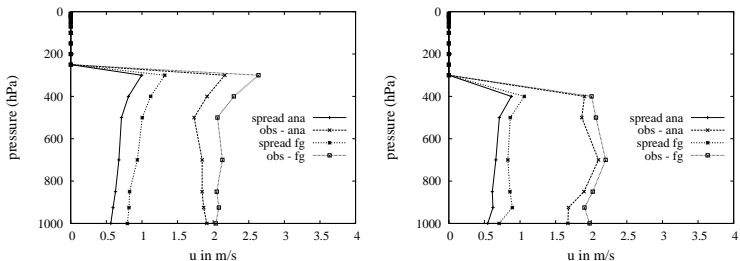 0
200
400
600
800
1000
pressure (hPa)
0 0.5 1 1.5 2 2.5 3 3.5 4
u in m/s
spread ana
obs - ana
spread fg
obs - fg
0
200
400
600
800
1000
pressure (hPa)
0 0.5 1 1.5 2 2.5 3 3.5 4
u in m/s
spread ana
obs - ana
spread fg
obs - fg